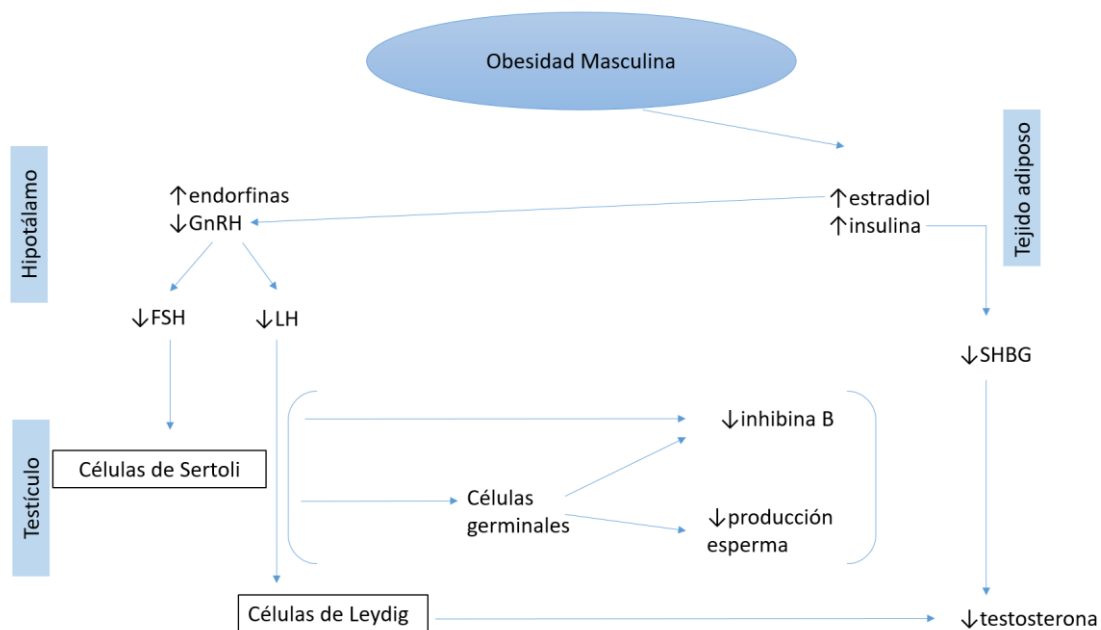 Obesidad Masculina
Hipotálamo
Tejido adiposo
↑endorfinas
↓GnRH
↑estradiol
↑insulina
↓FSH
↓LH
↓SHBG
Testículo
↓inhibina B
Células de Sertoli
Células
germinales
↓producción
esperma
Células de Leydig
↓testosterona